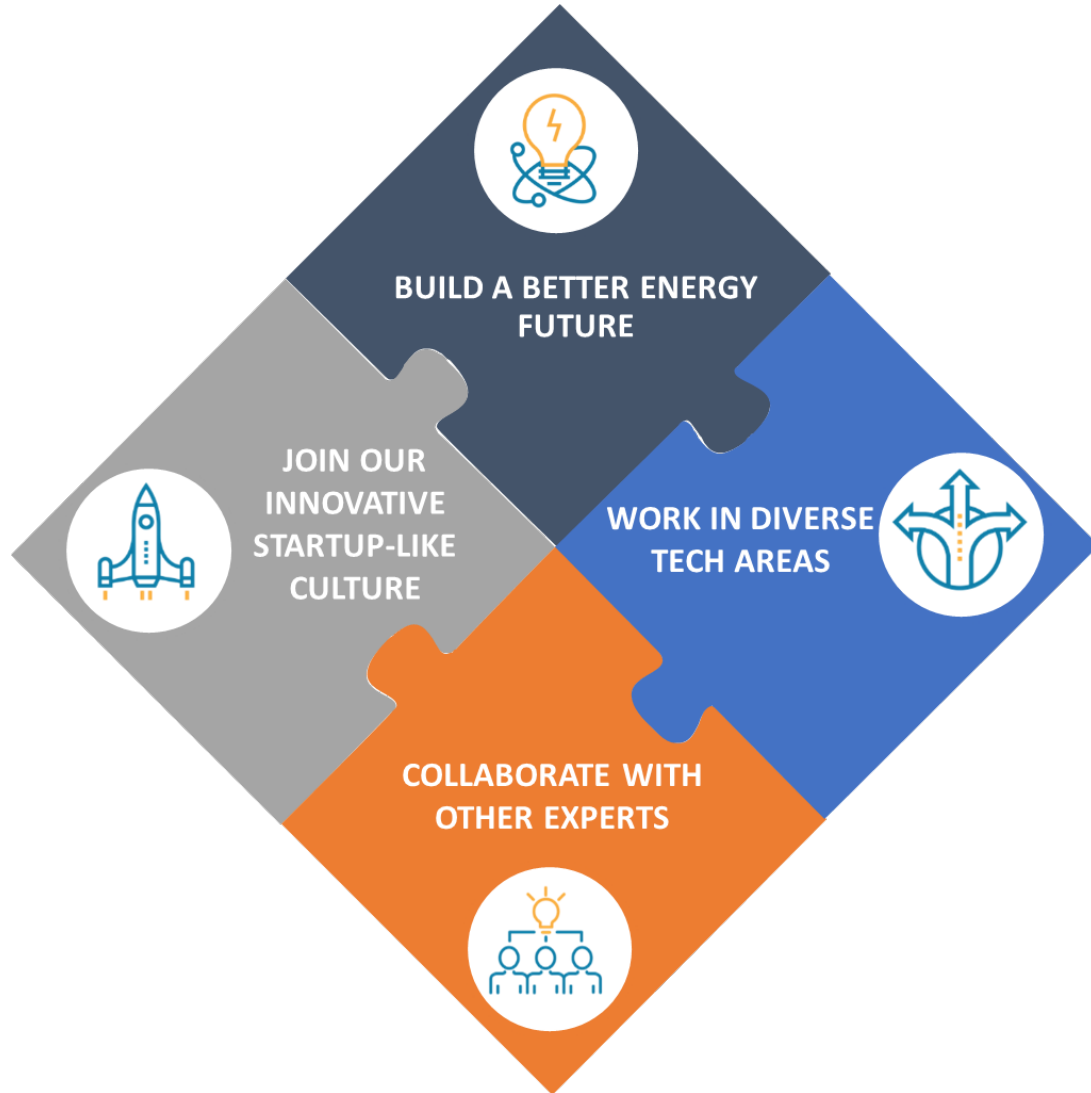 BUILD A BETTER ENERGY
FUTURE
JOIN OUR
INNOVATIVE
STARTUP-LIKE
CULTURE
WORK IN DIVERSE
TECH AREAS
COLLABORATE WITH
OTHER EXPERTS